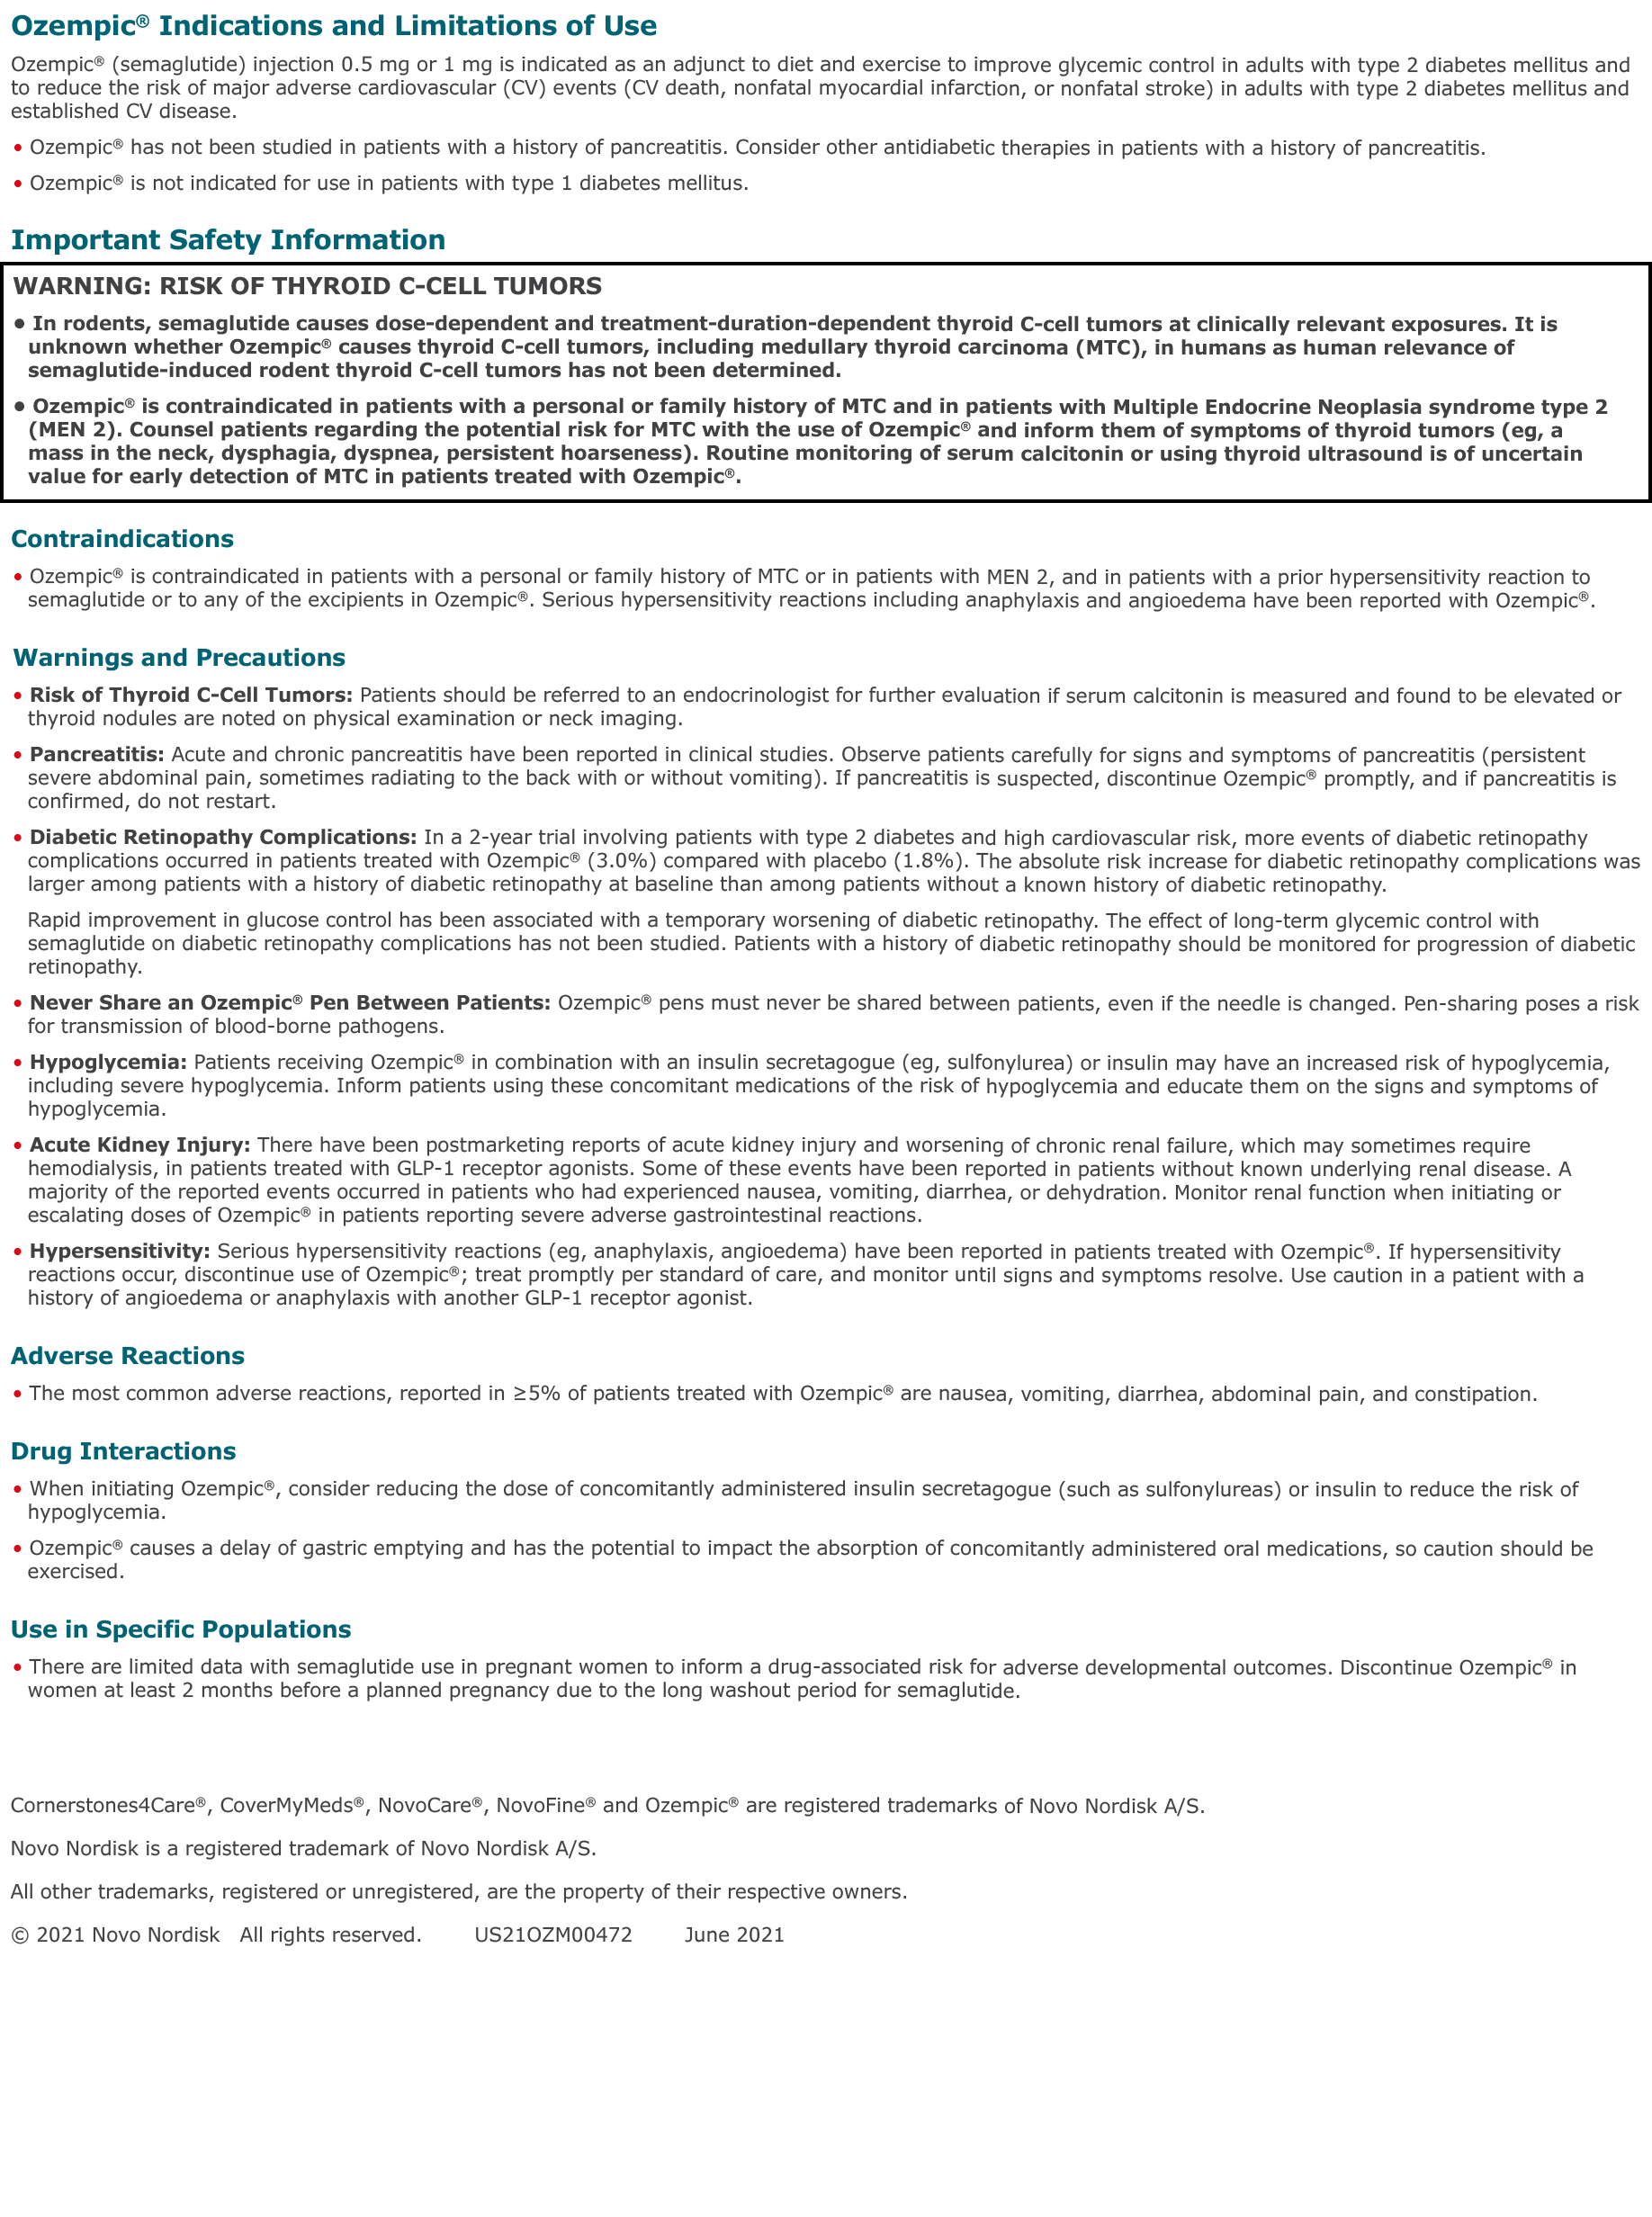 Ozempic® Indications and Limitations of Use
Ozempic® (semaglutide) injection 0.5 mg or 1 mg is indicated as an adjunct to diet and exercise to improve glycemic control in adults with type 2 diabetes mellitus and
to reduce the risk of major adverse cardiovascular (CV) events (CV death, nonfatal myocardial infarction, or nonfatal stroke) in adults with type 2 diabetes mellitus and
established CV disease.
• Ozempic® has not been studied in patients with a history of pancreatitis. Consider other antidiabetic therapies in patients with a history of pancreatitis.
• Ozempic® is not indicated for use in patients with type 1 diabetes mellitus.
Important Safety Information
WARNING: RISK OF THYROID C-CELL TUMORS
• In rodents, semaglutide causes dose-dependent and treatment-duration-dependent thyroid C-cell tumors at clinically relevant exposures. It is
unknown whether Ozempic® causes thyroid C-cell tumors, including medullary thyroid carcinoma (MTC), in humans as human relevance of
semaglutide-induced rodent thyroid C-cell tumors has not been determined.
• Ozempic® is contraindicated in patients with a personal or family history of MTC and in patients with Multiple Endocrine Neoplasia syndrome type 2
(MEN 2). Counsel patients regarding the potential risk for MTC with the use of Ozempic® and inform them of symptoms of thyroid tumors (eg, a
mass in the neck, dysphagia, dyspnea, persistent hoarseness). Routine monitoring of serum calcitonin or using thyroid ultrasound is of uncertain
value for early detection of MTC in patients treated with Ozempic®.
Contraindications
• Ozempic® is contraindicated in patients with a personal or family history of MTC or in patients with MEN 2, and in patients with a prior hypersensitivity reaction to
semaglutide or to any of the excipients in Ozempic®. Serious hypersensitivity reactions including anaphylaxis and angioedema have been reported with Ozempic®.
Warnings and Precautions
• Risk of Thyroid C-Cell Tumors: Patients should be referred to an endocrinologist for further evaluation if serum calcitonin is measured and found to be elevated or
thyroid nodules are noted on physical examination or neck imaging.
• Pancreatitis: Acute and chronic pancreatitis have been reported in clinical studies. Observe patients carefully for signs and symptoms of pancreatitis (persistent
severe abdominal pain, sometimes radiating to the back with or without vomiting). If pancreatitis is suspected, discontinue Ozempic® promptly, and if pancreatitis is
confirmed, do not restart.
• Diabetic Retinopathy Complications: In a 2-year trial involving patients with type 2 diabetes and high cardiovascular risk, more events of diabetic retinopathy
complications occurred in patients treated with Ozempic® (3.0%) compared with placebo (1.8%). The absolute risk increase for diabetic retinopathy complications was
larger among patients with a history of diabetic retinopathy at baseline than among patients without a known history of diabetic retinopathy.
Rapid improvement in glucose control has been associated with a temporary worsening of diabetic retinopathy. The effect of long-term glycemic control with
semaglutide on diabetic retinopathy complications has not been studied. Patients with a history of diabetic retinopathy should be monitored for progression of diabetic
retinopathy.
• Never Share an Ozempic® Pen Between Patients: Ozempic® pens must never be shared between patients, even if the needle is changed. Pen-sharing poses a risk
for transmission of blood-borne pathogens.
• Hypoglycemia: Patients receiving Ozempic® in combination with an insulin secretagogue (eg, sulfonylurea) or insulin may have an increased risk of hypoglycemia,
including severe hypoglycemia. Inform patients using these concomitant medications of the risk of hypoglycemia and educate them on the signs and symptoms of
hypoglycemia.
• Acute Kidney Injury: There have been postmarketing reports of acute kidney injury and worsening of chronic renal failure, which may sometimes require
hemodialysis, in patients treated with GLP-1 receptor agonists. Some of these events have been reported in patients without known underlying renal disease. A
majority of the reported events occurred in patients who had experienced nausea, vomiting, diarrhea, or dehydration. Monitor renal function when initiating or
escalating doses of Ozempic® in patients reporting severe adverse gastrointestinal reactions.
• Hypersensitivity: Serious hypersensitivity reactions (eg, anaphylaxis, angioedema) have been reported in patients treated with Ozempic®. If hypersensitivity
reactions occur, discontinue use of Ozempic®; treat promptly per standard of care, and monitor until signs and symptoms resolve. Use caution in a patient with a
history of angioedema or anaphylaxis with another GLP-1 receptor agonist.
Adverse Reactions
• The most common adverse reactions, reported in ≥5% of patients treated with Ozempic® are nausea, vomiting, diarrhea, abdominal pain, and constipation.
Drug Interactions
• When initiating Ozempic®, consider reducing the dose of concomitantly administered insulin secretagogue (such as sulfonylureas) or insulin to reduce the risk of
hypoglycemia.
• Ozempic® causes a delay of gastric emptying and has the potential to impact the absorption of concomitantly administered oral medications, so caution should be
exercised.
Use in Specific Populations
• There are limited data with semaglutide use in pregnant women to inform a drug-associated risk for adverse developmental outcomes. Discontinue Ozempic® in
women at least 2 months before a planned pregnancy due to the long washout period for semaglutide.
Cornerstones4Care®, CoverMyMeds®, NovoCare®, NovoFine® and Ozempic® are registered trademarks of Novo Nordisk A/S.
Novo Nordisk is a registered trademark of Novo Nordisk A/S.
All other trademarks, registered or unregistered, are the property of their respective owners.
© 2021 Novo Nordisk All rights reserved. US21OZM00472 June 2021